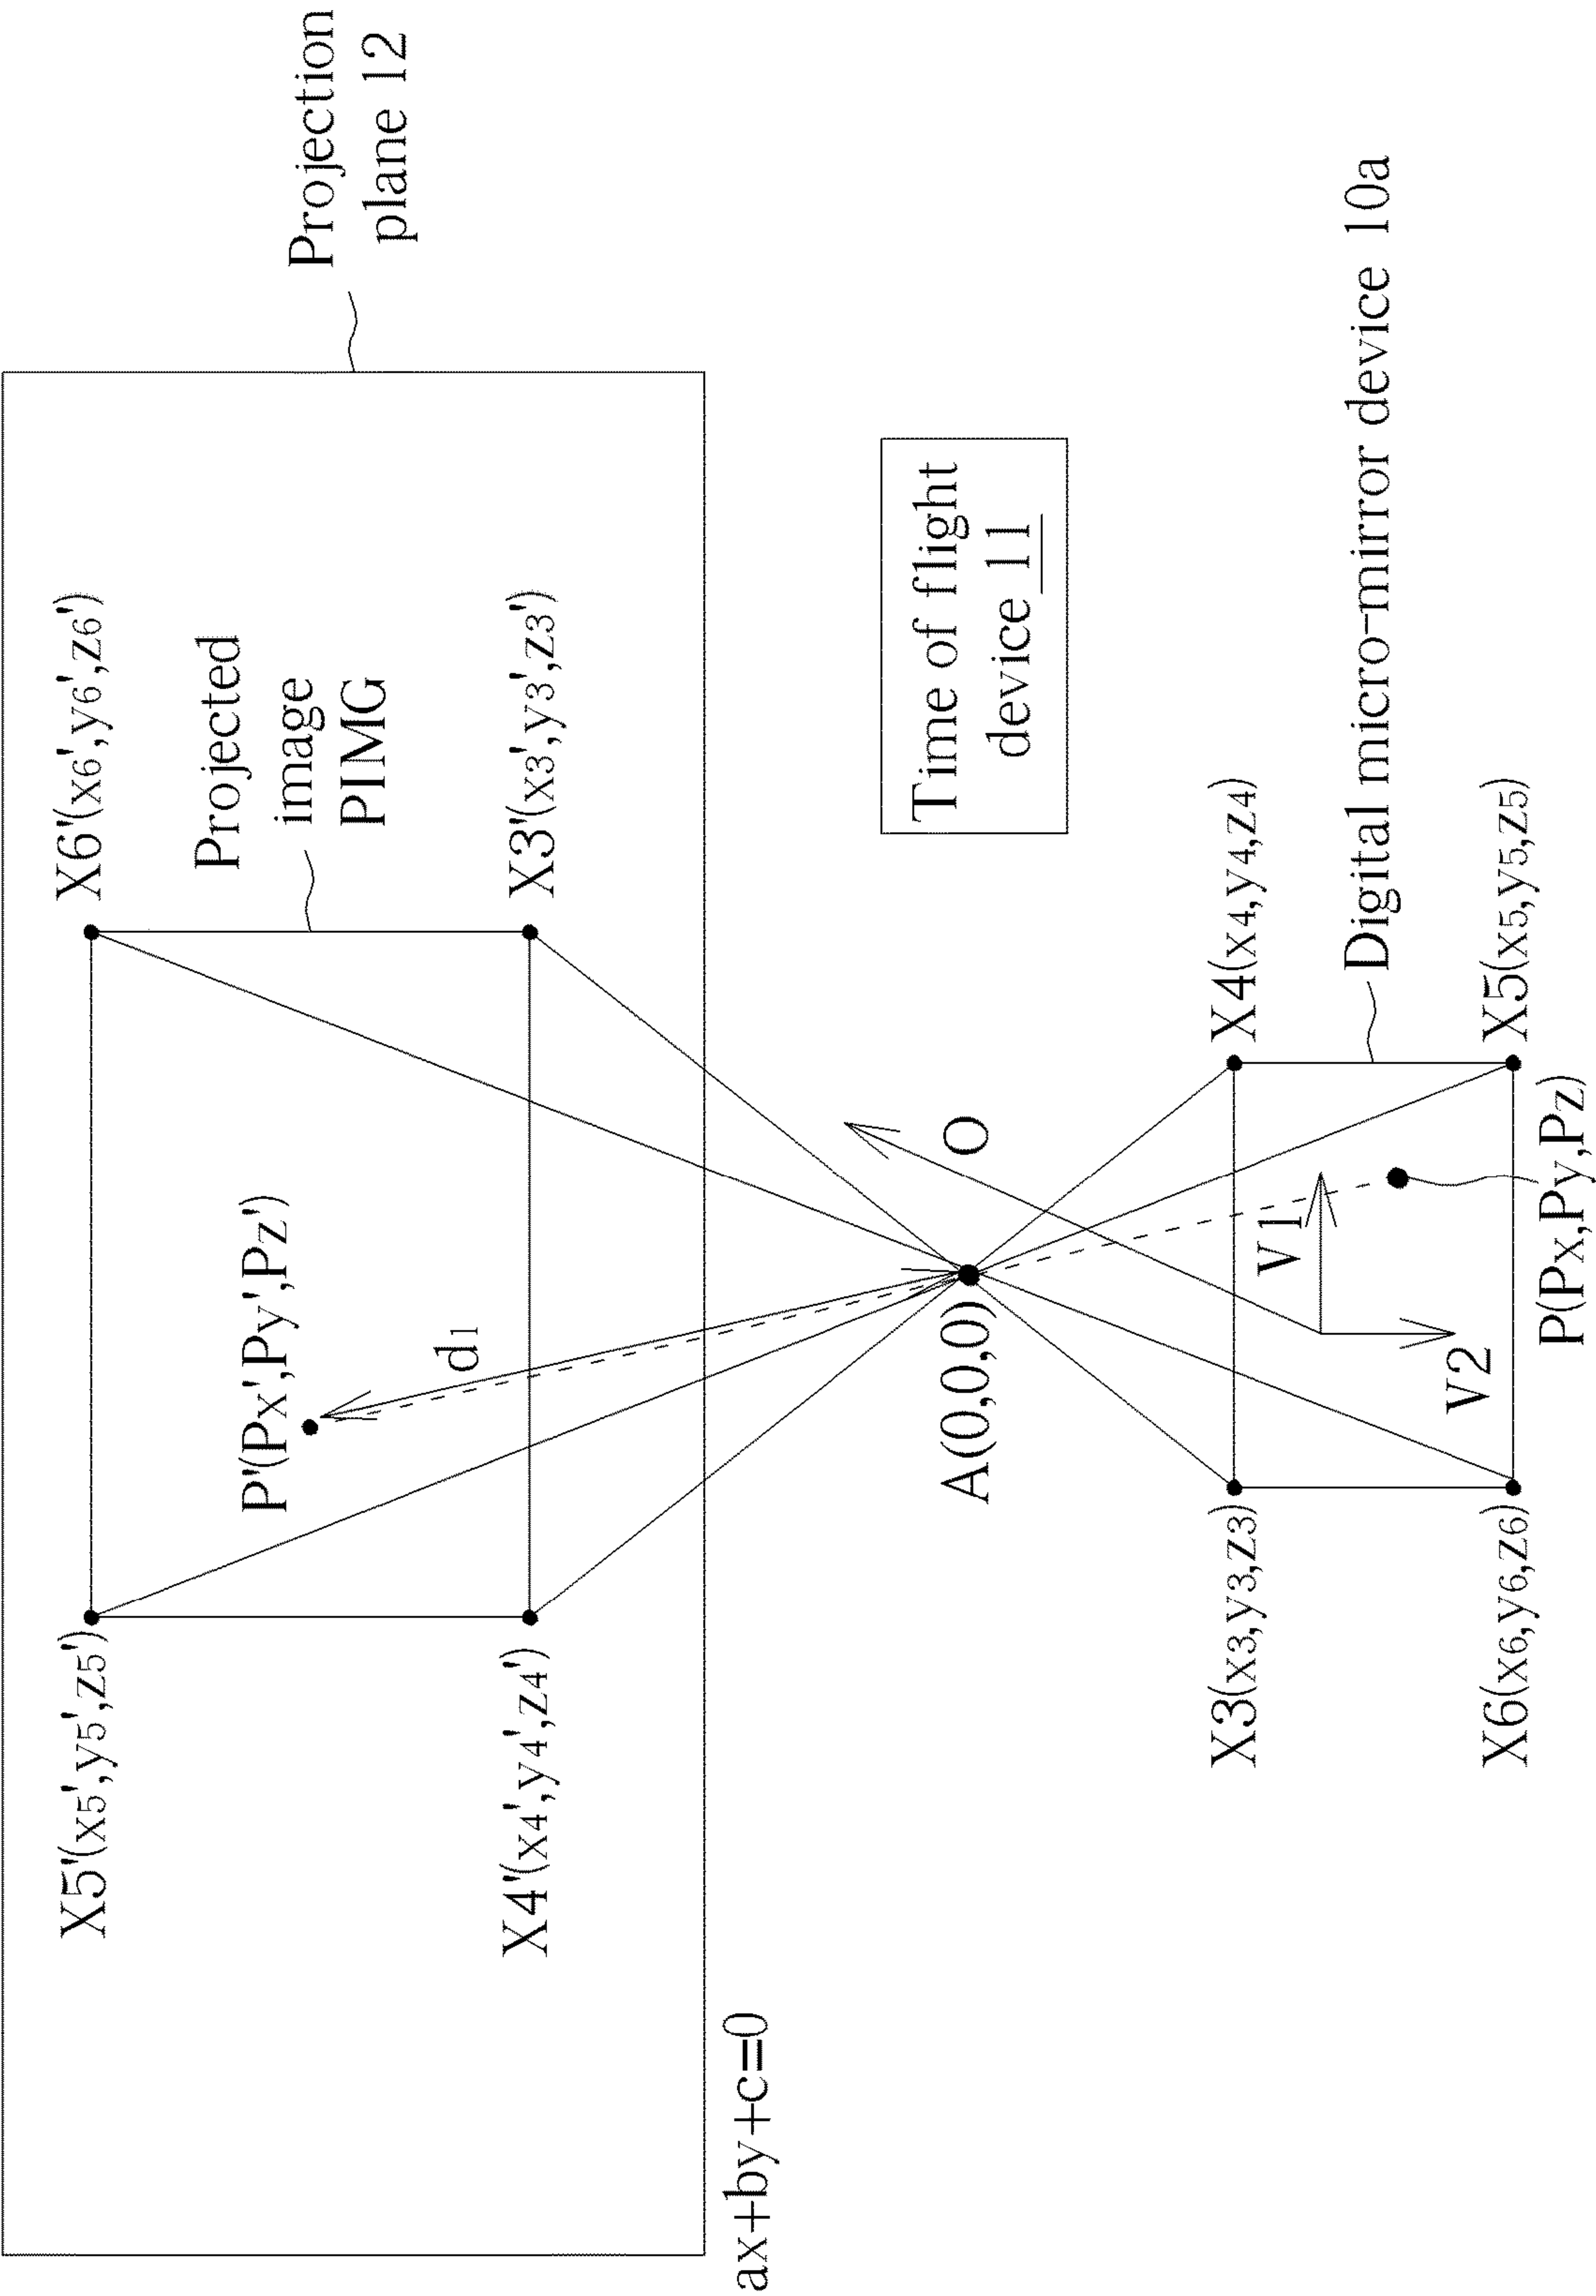 Projection
plane 12
X6'(x6',y6',z6')
Projected
image
PIMG
X3'(x3',y3',z3')
Time of flight
device 11
X4(x4,y4,z4)
Digital micro-mirror device 10a
X5(x5,y5,z5)
P'(Px',Py',Pz')
d1
O
A(0,0,0)
V1
V2
P(Px,Py,Pz)
X5'(x5',y5',z5')
X4'(x4',y4',z4')
X3(x3,y3,z3)
X6(x6,y6,z6)
ax+by+c=0